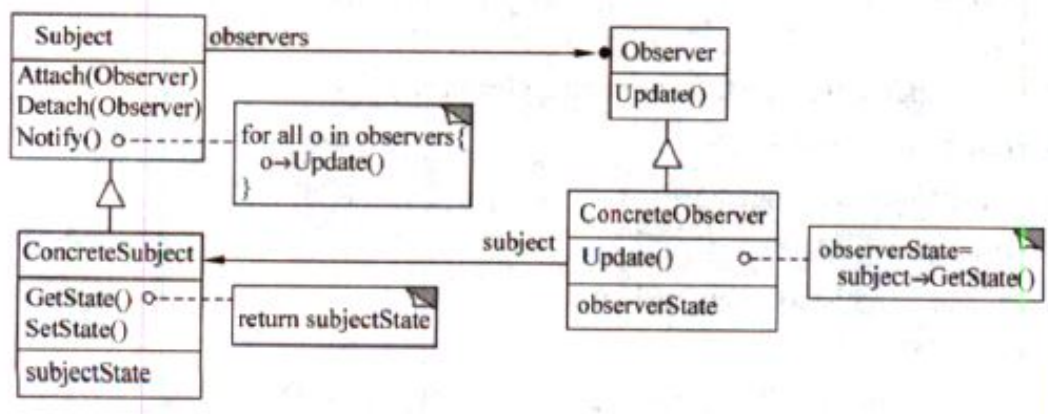 Subject
observers
Observer
Attach(Observer)
Detach(Observer)
Notify()
Update()
for all o in observers{
o→Update()
}
ConcreteSubject
GetState()
SetState()
subjectState
return subjectState
subject
ConcreteObserver
Update()
observerState
observerState=
subject→GetState()